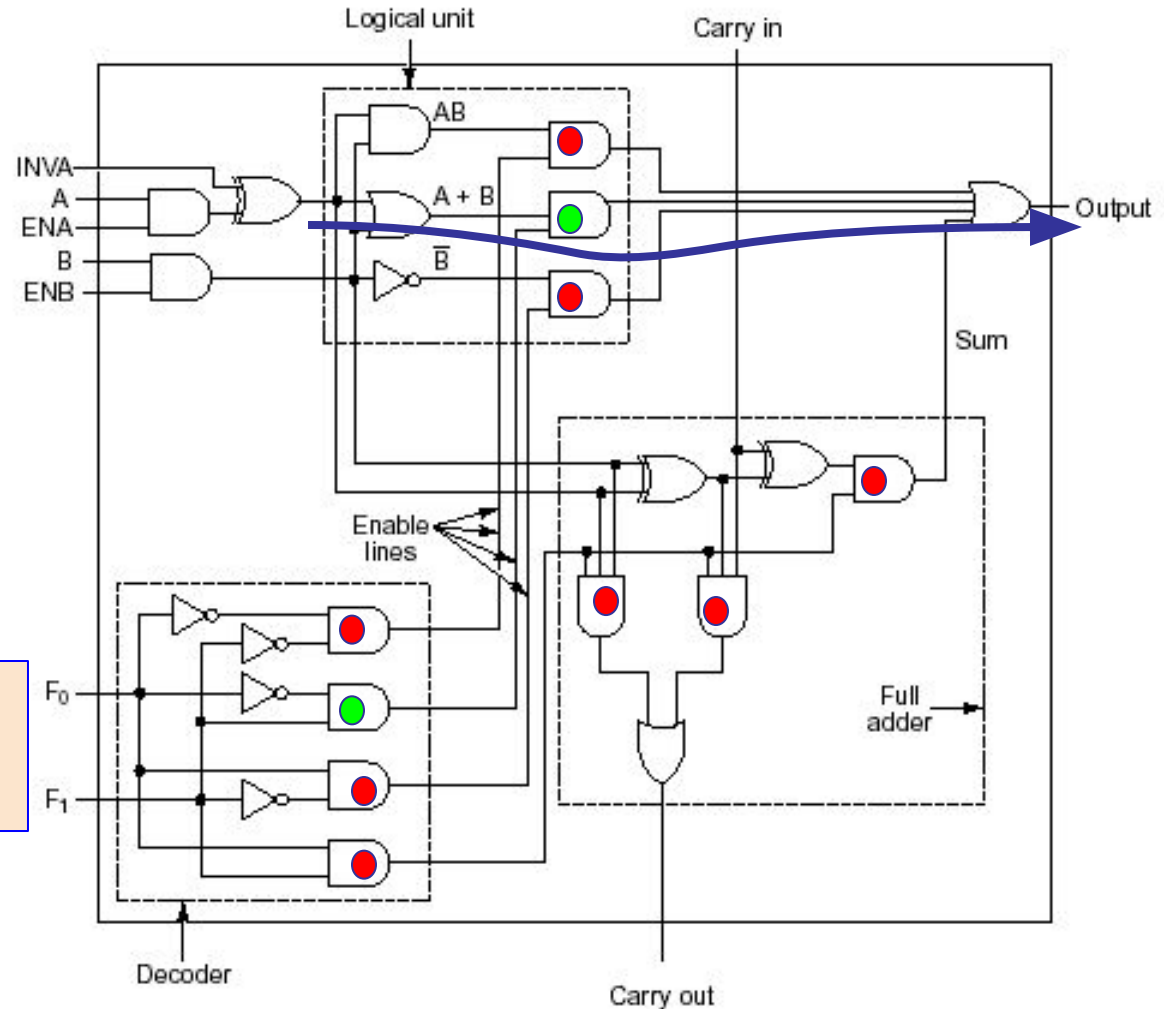 Logical unit
Carry in
AB
INVA
A
ENA
A + B
Output
B
B̅
ENB
Sum
Enable
lines
F₀
Full
adder
F₁
Decoder
Carry out